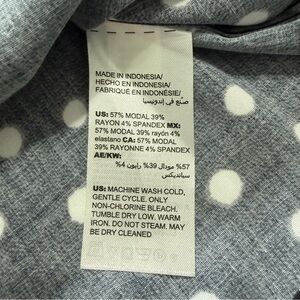 MADE IN INDONESIA/
HECHO EN INDONESIA/
FABRIQUÉ EN INDONÉSIE/
صنع في إندونيسيا
US: 57% MODAL 39%
RAYON 4% SPANDEX MX:
57% MODAL 39% rayón 4%
elastano CA: 57% MODAL
39% RAYONNE 4% SPANDEX
AE/KW:
57% مودال 39% رايون 4%
سبانديكس
US: MACHINE WASH COLD,
GENTLE CYCLE. ONLY
NON-CHLORINE BLEACH.
TUMBLE DRY LOW. WARM
IRON. DO NOT STEAM. MAY
BE DRY CLEANED